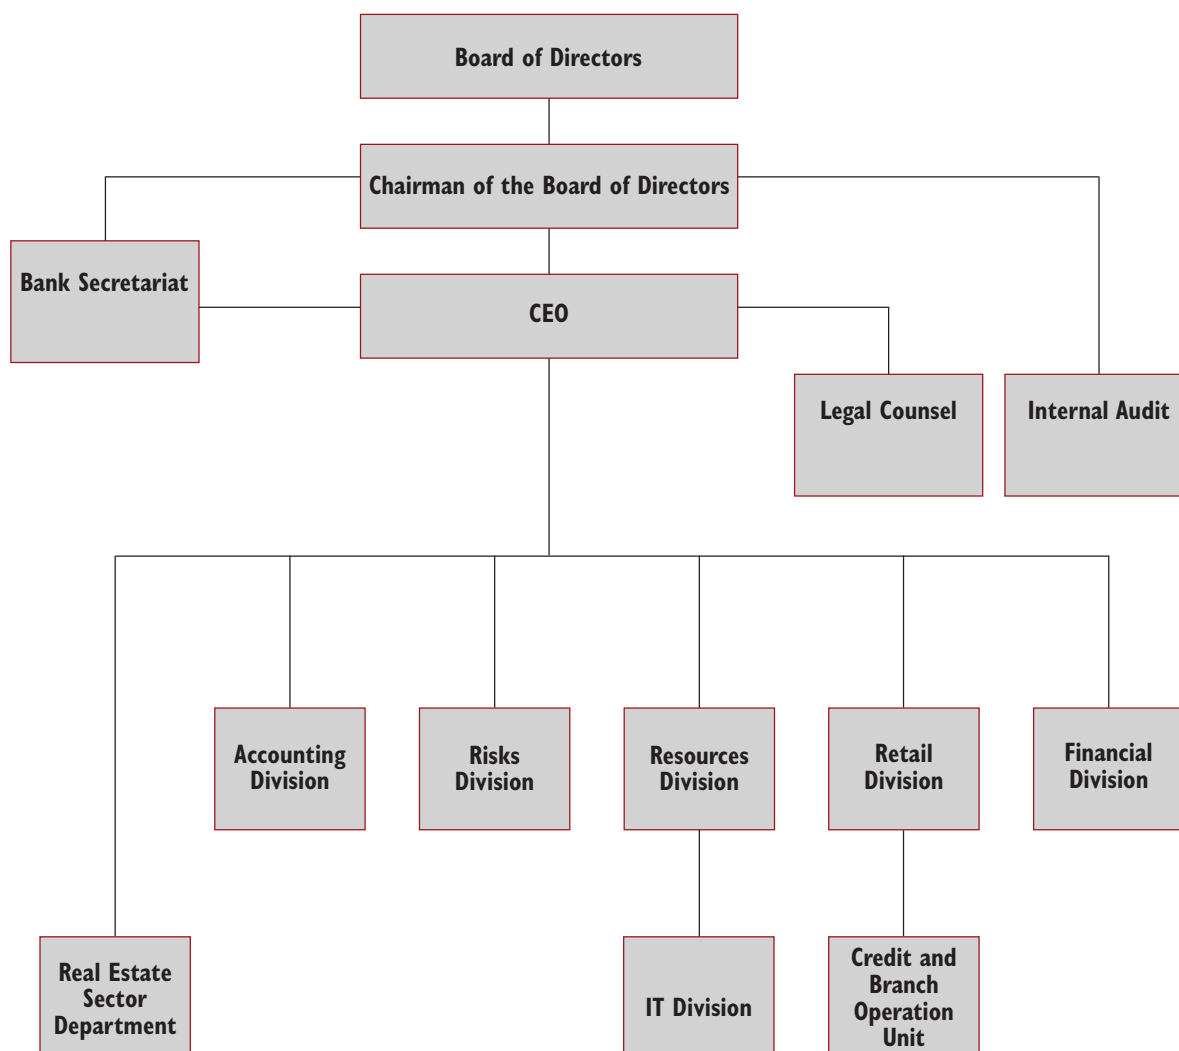 Board of Directors
Chairman of the Board of Directors
Bank Secretariat
CEO
Legal Counsel
Internal Audit
Accounting
Division
Risks
Division
Resources
Division
Retail
Division
Financial
Division
Real Estate
Sector
Department
IT Division
Credit and
Branch
Operation
Unit